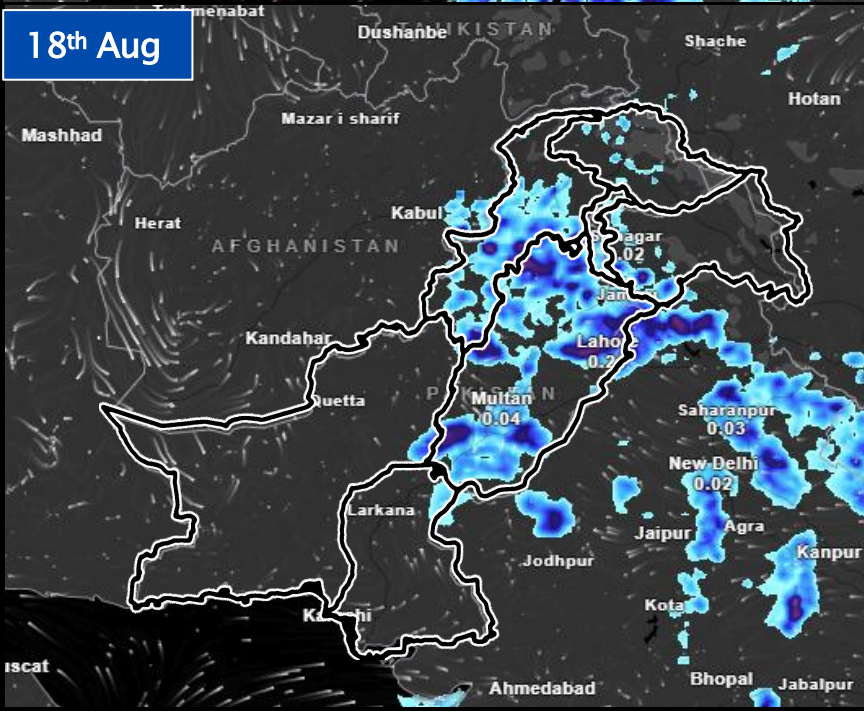 Turkmenabat
Dushanbe
TAJIKISTAN
18th Aug
Shache
Hotan
Mazar i sharif
Mashhad
Kabul
Herat
AFGHANISTAN
Srinagar
.02
Jammu
Kandahar
Lahore
0.2
PAKISTAN
Quetta
Multan
0.04
Saharanpur
0.03
New Delhi
0.02
Larkana
Jaipur
Agra
Jodhpur
Kanpur
Kota
Karachi
uscat
Bhopal
Jabalpur
Ahmedabad